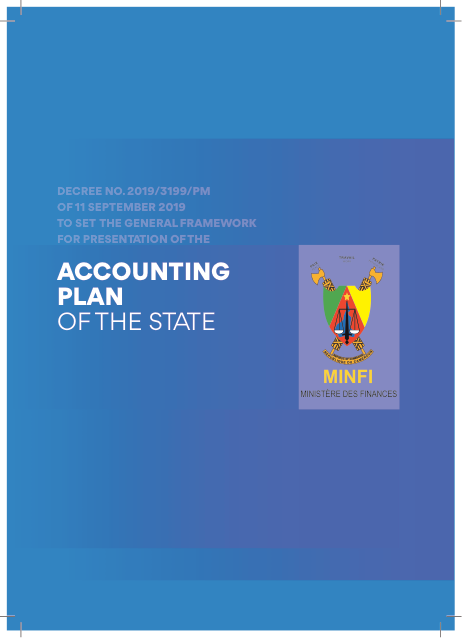 DECREE NO. 2019/3199/PM
OF 11 SEPTEMBER 2019
TO SET THE GENERAL FRAMEWORK
FOR PRESENTATION OF THE
ACCOUNTING
PLAN
OF THE STATE
MINFI
MINISTÈRE DES FINANCES